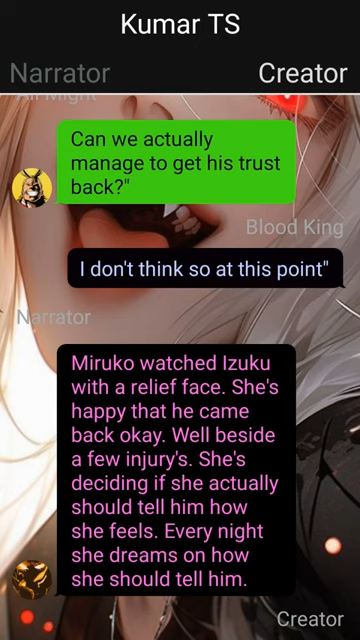 Kumar TS
Narrator
Creator
All Might
Can we actually
manage to get his trust
back?"
Blood King
I don't think so at this point"
Narrator
Miruko watched Izuku
with a relief face. She's
happy that he came
back okay. Well beside
a few injury's. She's
deciding if she actually
should tell him how
she feels. Every night
she dreams on how
she should tell him.
Creator